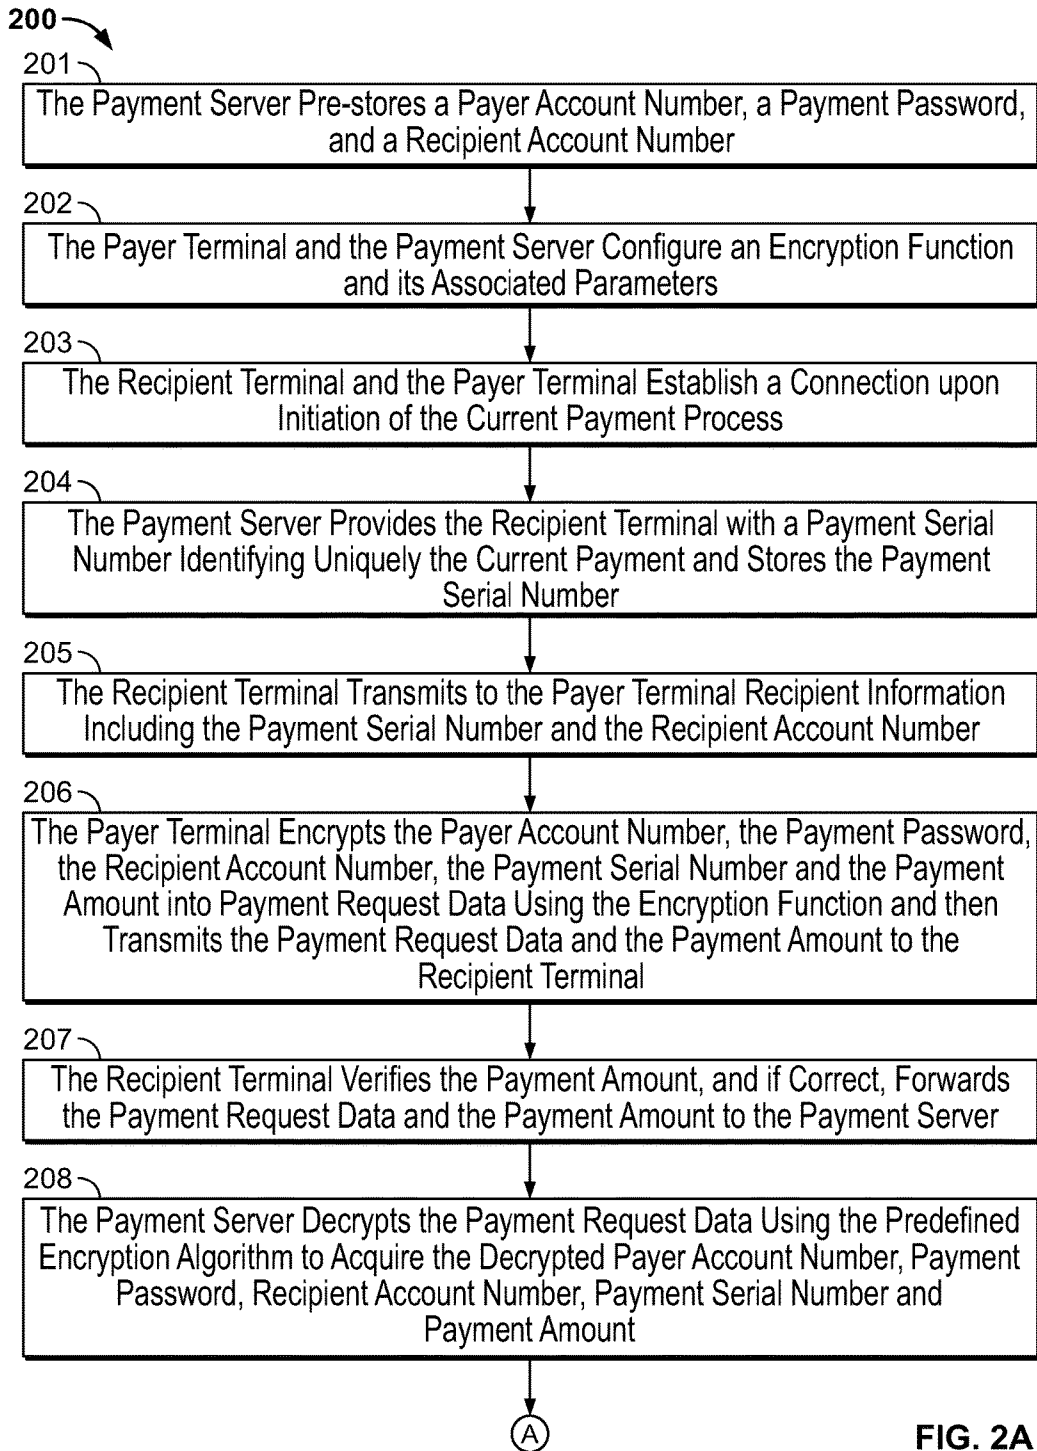 200
201
The Payment Server Pre-stores a Payer Account Number, a Payment Password,
and a Recipient Account Number
202
The Payer Terminal and the Payment Server Configure an Encryption Function
and its Associated Parameters
203
The Recipient Terminal and the Payer Terminal Establish a Connection upon
Initiation of the Current Payment Process
204
The Payment Server Provides the Recipient Terminal with a Payment Serial
Number Identifying Uniquely the Current Payment and Stores the Payment
Serial Number
205
The Recipient Terminal Transmits to the Payer Terminal Recipient Information
Including the Payment Serial Number and the Recipient Account Number
206
The Payer Terminal Encrypts the Payer Account Number, the Payment Password,
the Recipient Account Number, the Payment Serial Number and the Payment
Amount into Payment Request Data Using the Encryption Function and then
Transmits the Payment Request Data and the Payment Amount to the
Recipient Terminal
207
The Recipient Terminal Verifies the Payment Amount, and if Correct, Forwards
the Payment Request Data and the Payment Amount to the Payment Server
208
The Payment Server Decrypts the Payment Request Data Using the Predefined
Encryption Algorithm to Acquire the Decrypted Payer Account Number, Payment
Password, Recipient Account Number, Payment Serial Number and
Payment Amount
A
FIG. 2A